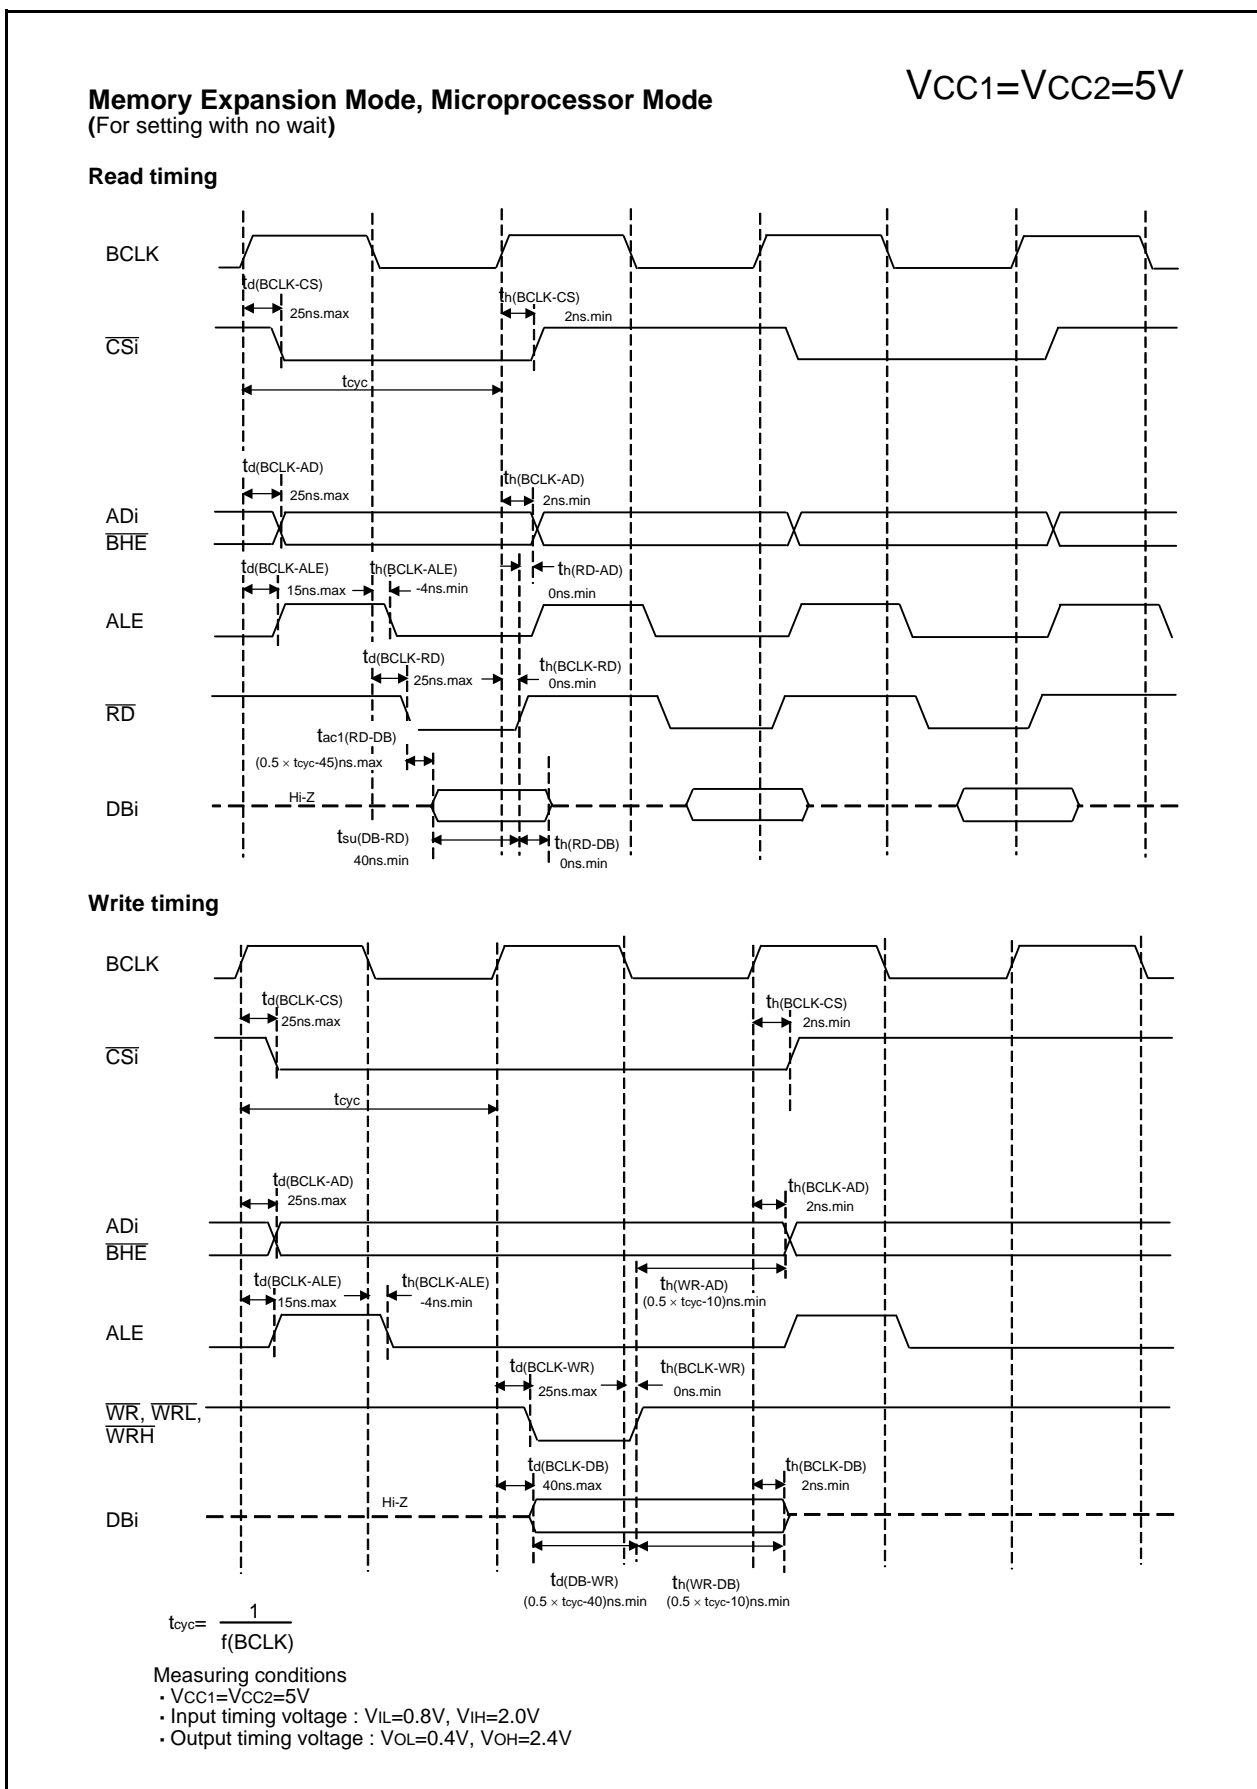 VCC1=VCC2=5V
Memory Expansion Mode, Microprocessor Mode
(For setting with no wait)
Read timing
BCLK
td(BCLK-CS)
25ns.max
th(BCLK-CS)
2ns.min
CSi
tcyc
td(BCLK-AD)
25ns.max
th(BCLK-AD)
2ns.min
ADi
BHE
td(BCLK-ALE)
15ns.max
th(BCLK-ALE)
-4ns.min
th(RD-AD)
0ns.min
ALE
td(BCLK-RD)
25ns.max
th(BCLK-RD)
0ns.min
RD
tac1(RD-DB)
(0.5 × tcyc-45)ns.max
Hi-Z
DBi
tsu(DB-RD)
40ns.min
th(RD-DB)
0ns.min
Write timing
BCLK
td(BCLK-CS)
25ns.max
th(BCLK-CS)
2ns.min
CSi
tcyc
td(BCLK-AD)
25ns.max
th(BCLK-AD)
2ns.min
ADi
BHE
td(BCLK-ALE)
15ns.max
th(BCLK-ALE)
-4ns.min
th(WR-AD)
(0.5 × tcyc-10)ns.min
ALE
td(BCLK-WR)
25ns.max
th(BCLK-WR)
0ns.min
WR, WRL,
WRH
td(BCLK-DB)
40ns.max
th(BCLK-DB)
2ns.min
Hi-Z
DBi
td(DB-WR)
(0.5 × tcyc-40)ns.min
th(WR-DB)
(0.5 × tcyc-10)ns.min
tcyc= 1
f(BCLK)
Measuring conditions
· VCC1=VCC2=5V
· Input timing voltage : VIL=0.8V, VIH=2.0V
· Output timing voltage : VOL=0.4V, VOH=2.4V